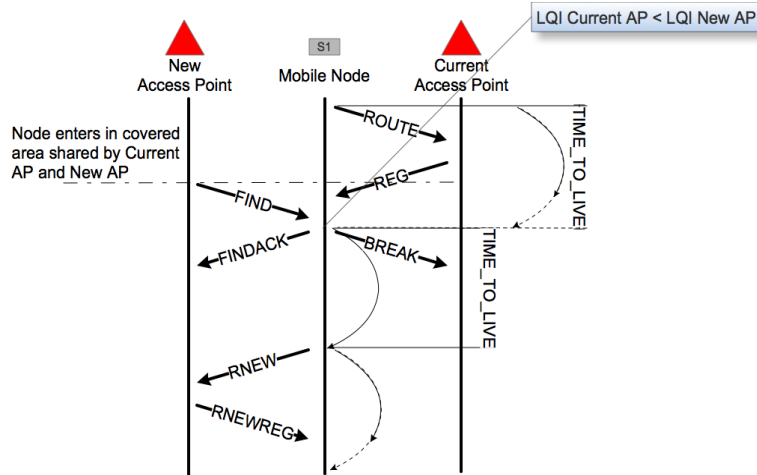 LQI Current AP < LQI New AP
S1
New
Access Point
Mobile Node
Current
Access Point
ROUTE
TIME_TO_LIVE
Node enters in covered
area shared by Current
AP and New AP
REG
FIND
FINDACK
BREAK
TIME_TO_LIVE
RNEW
RNEWREG